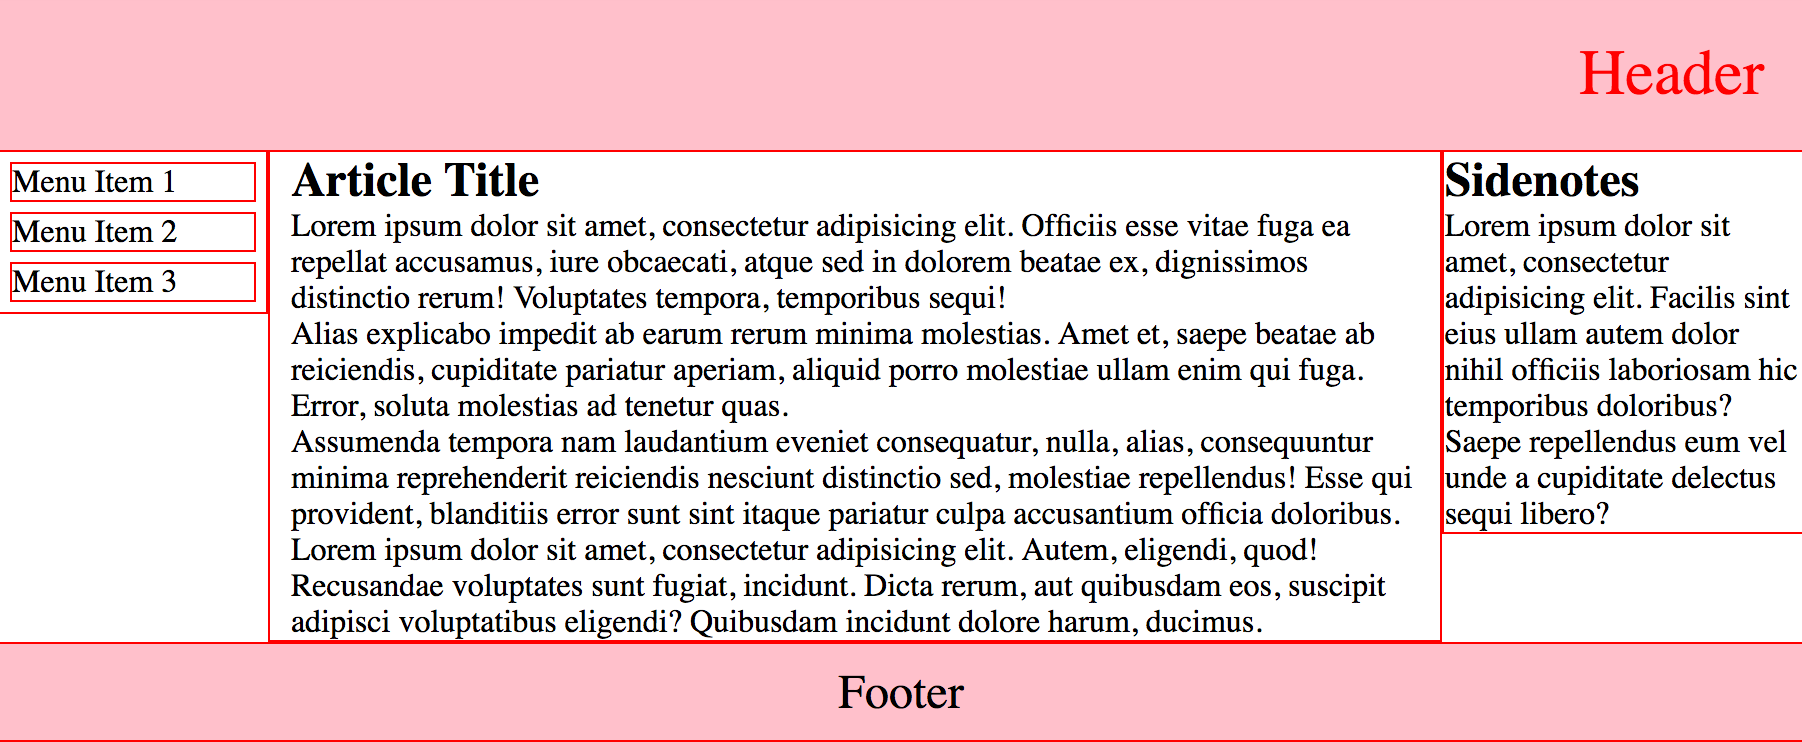 Header
Menu Item 1
Menu Item 2
Menu Item 3
Article Title
Lorem ipsum dolor sit amet, consectetur adipisicing elit. Officiis esse vitae fuga ea
repellat accusamus, iure obcaecati, atque sed in dolorem beatae ex, dignissimos
distinctio rerum! Voluptates tempora, temporibus sequi!
Alias explicabo impedit ab earum rerum minima molestias. Amet et, saepe beatae ab
reiciendis, cupiditate pariatur aperiam, aliquid porro molestiae ullam enim qui fuga.
Error, soluta molestias ad tenetur quas.
Assumenda tempora nam laudantium eveniet consequatur, nulla, alias, consequuntur
minima reprehenderit reiciendis nesciunt distinctio sed, molestiae repellendus! Esse qui
provident, blanditiis error sunt sint itaque pariatur culpa accusantium officia doloribus.
Lorem ipsum dolor sit amet, consectetur adipisicing elit. Autem, eligendi, quod!
Recusandae voluptates sunt fugiat, incidunt. Dicta rerum, aut quibusdam eos, suscipit
adipisci voluptatibus eligendi? Quibusdam incidunt dolore harum, ducimus.
Sidenotes
Lorem ipsum dolor sit
amet, consectetur
adipisicing elit. Facilis sint
eius ullam autem dolor
nihil officiis laboriosam hic
temporibus doloribus?
Saepe repellendus eum vel
unde a cupiditate delectus
sequi libero?
Footer